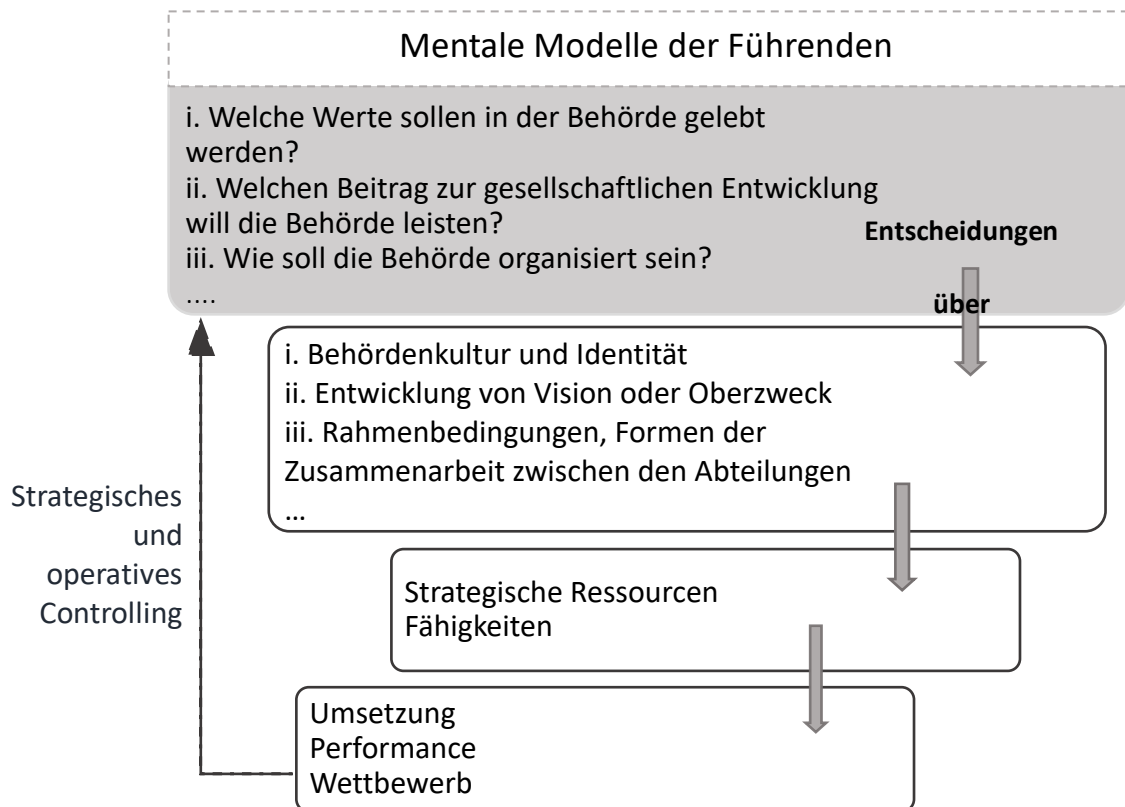 Mentale Modelle der Führenden
i. Welche Werte sollen in der Behörde gelebt
werden?
ii. Welchen Beitrag zur gesellschaftlichen Entwicklung
will die Behörde leisten?
iii. Wie soll die Behörde organisiert sein?
....
Entscheidungen
über
i. Behördenkultur und Identität
ii. Entwicklung von Vision oder Oberzweck
iii. Rahmenbedingungen, Formen der
Zusammenarbeit zwischen den Abteilungen
...
Strategisches
und
operatives
Controlling
Strategische Ressourcen
Fähigkeiten
Umsetzung
Performance
Wettbewerb